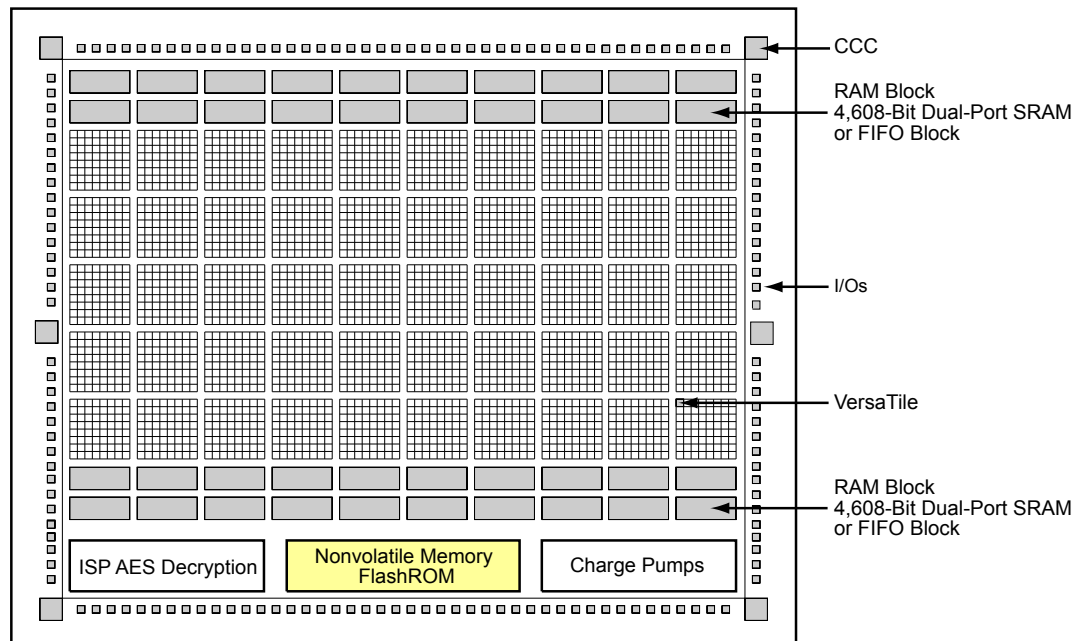 CCC
RAM Block
4,608-Bit Dual-Port SRAM
or FIFO Block
I/Os
VersaTile
RAM Block
4,608-Bit Dual-Port SRAM
or FIFO Block
ISP AES Decryption
Nonvolatile Memory
FlashROM
Charge Pumps